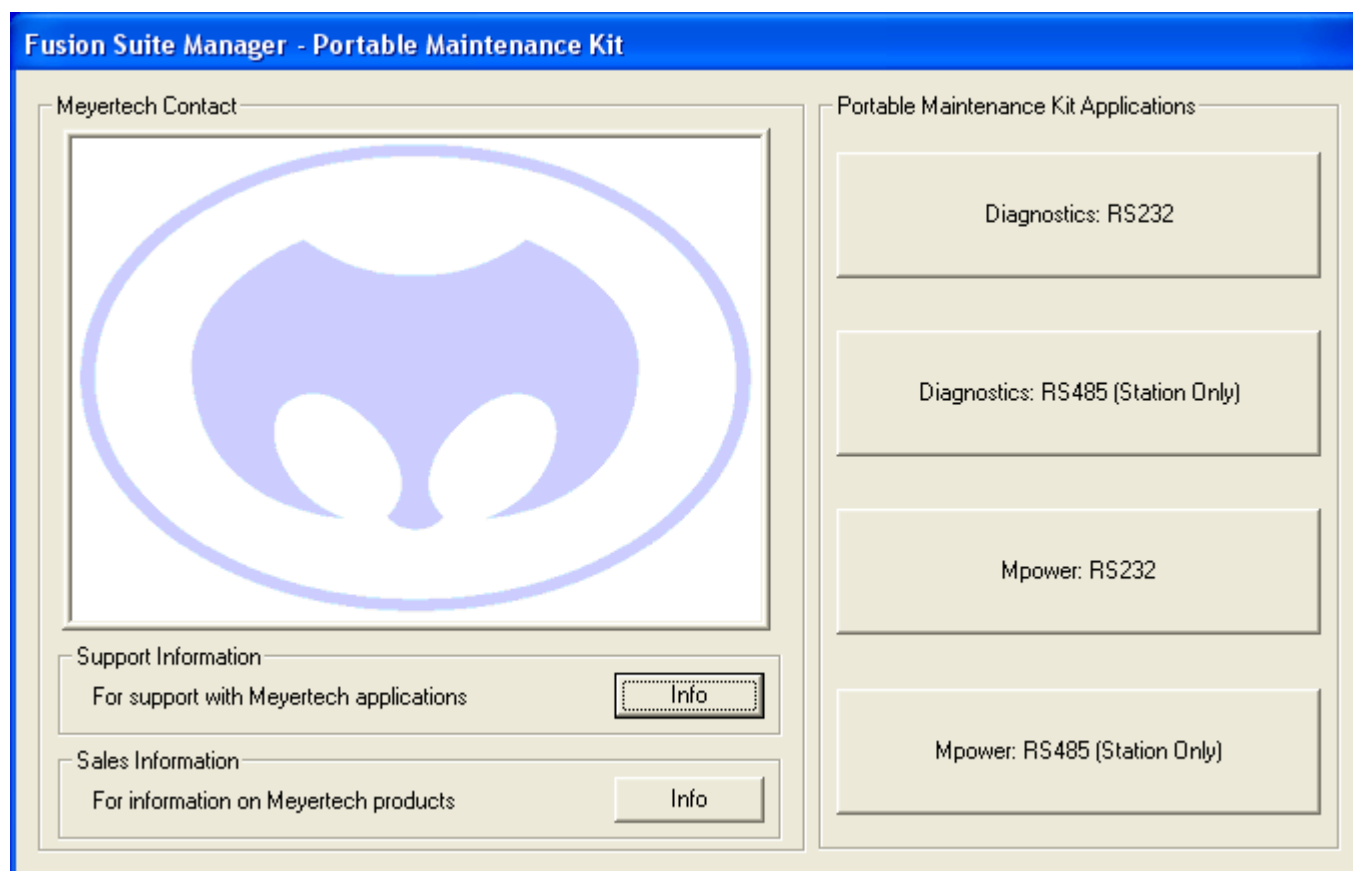 Fusion Suite Manager - Portable Maintenance Kit
Meyertech Contact
Support Information
For support with Meyertech applications
Info
Sales Information
For information on Meyertech products
Info
Portable Maintenance Kit Applications
Diagnostics: RS232
Diagnostics: RS485 (Station Only)
Mpower: RS232
Mpower: RS485 (Station Only)